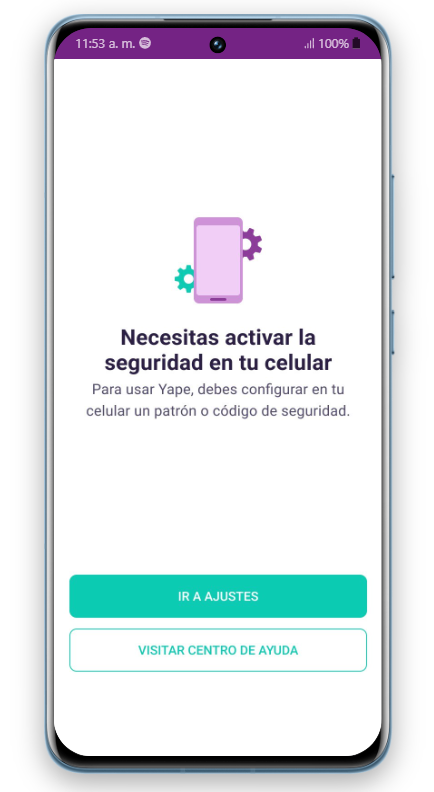 11:53 a. m. 100%
Necesitas activar la
seguridad en tu celular
Para usar Yape, debes configurar en tu
celular un patrón o código de seguridad.
IR A AJUSTES
VISITAR CENTRO DE AYUDA